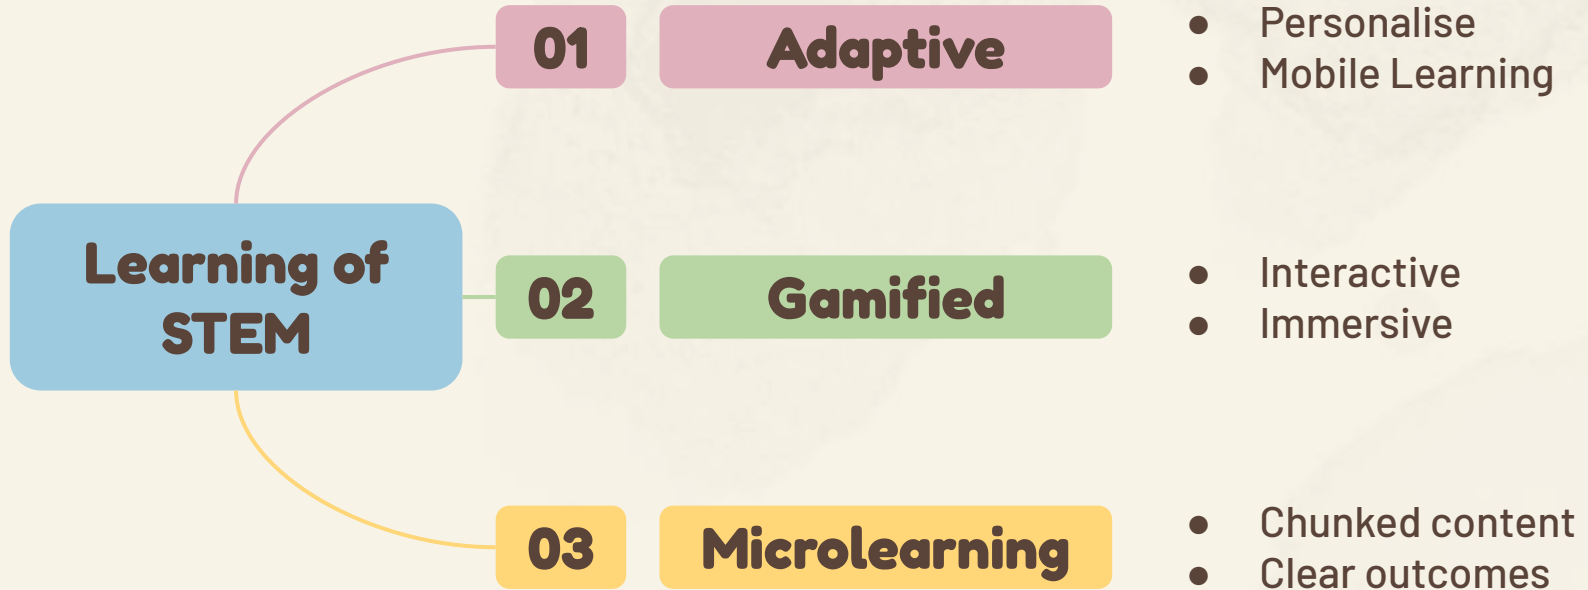 01
Adaptive
● Personalise
● Mobile Learning
Learning of
STEM
02
Gamified
● Interactive
● Immersive
03
Microlearning
● Chunked content
● Clear outcomes